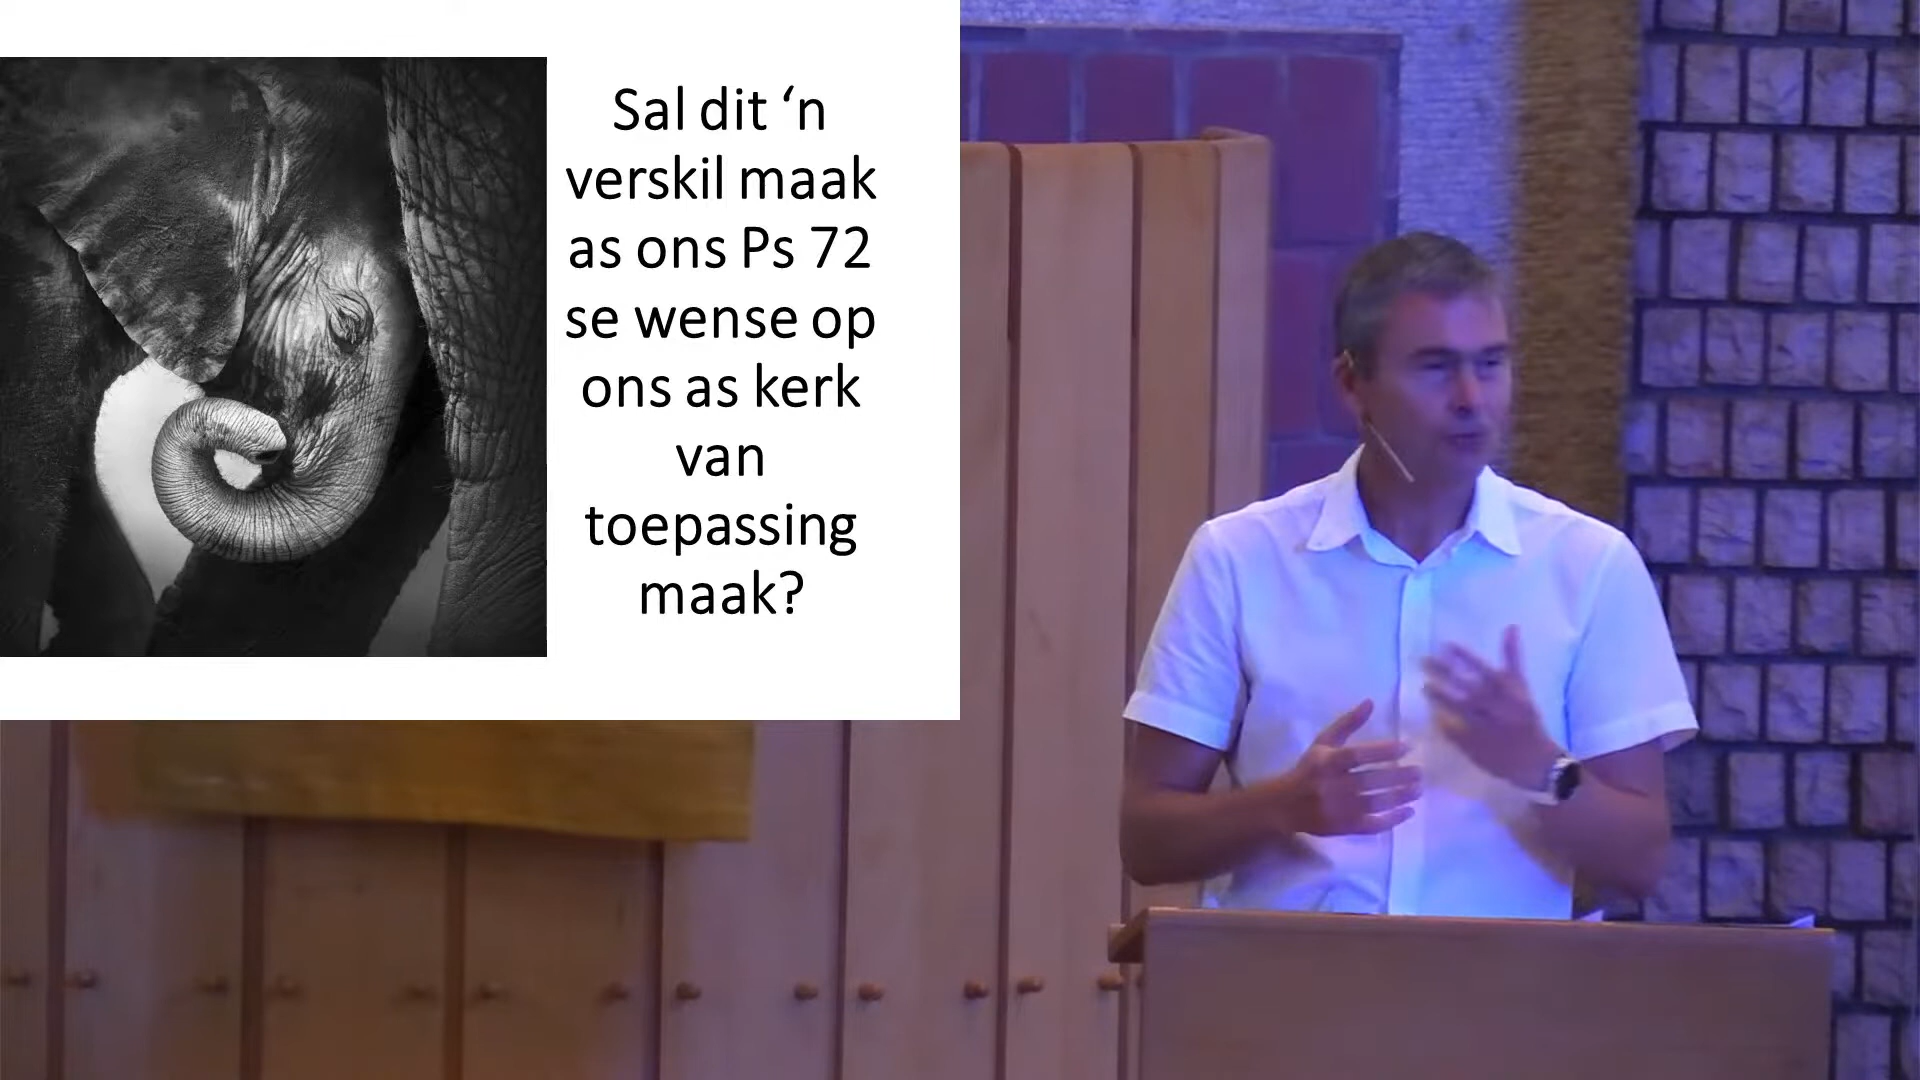 Sal dit ‘n
verskil maak
as ons Ps 72
se wense op
ons as kerk
van
toepassing
maak?